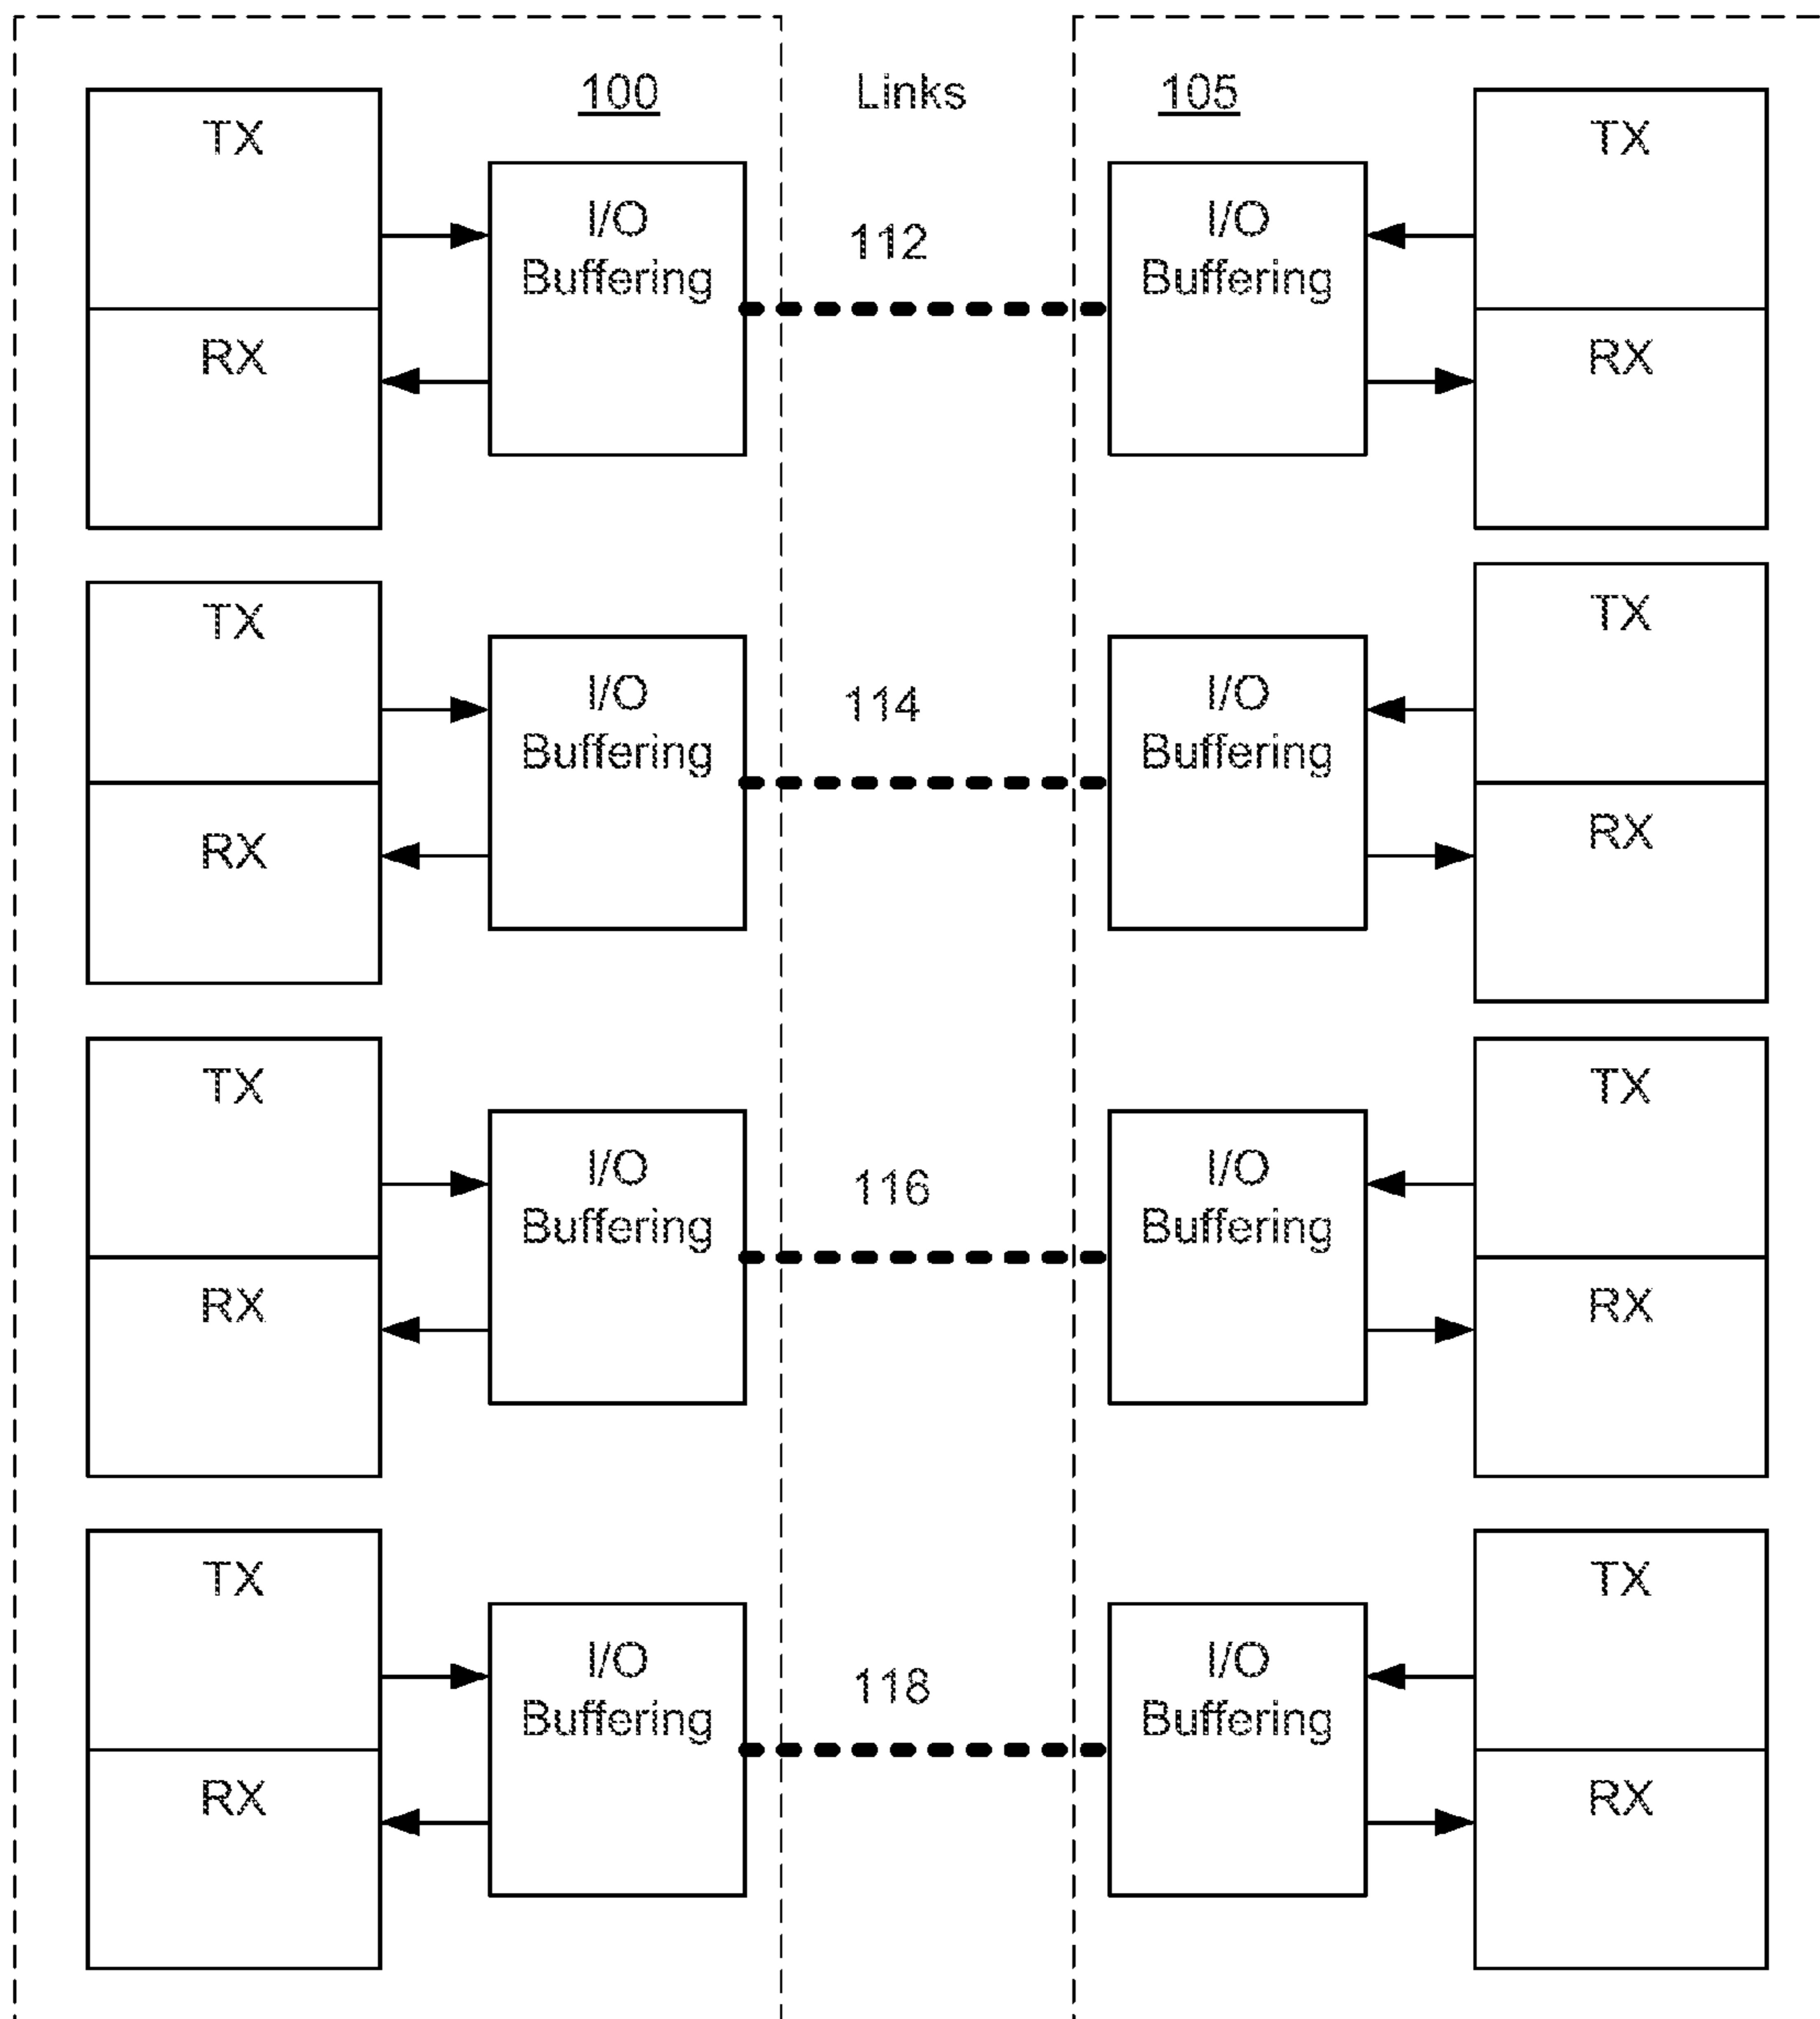 100
Links
105
TX
TX
I/O
Buffering
112
I/O
Buffering
RX
RX
TX
TX
I/O
Buffering
114
I/O
Buffering
RX
RX
TX
TX
I/O
Buffering
116
I/O
Buffering
RX
RX
TX
TX
I/O
Buffering
118
I/O
Buffering
RX
RX